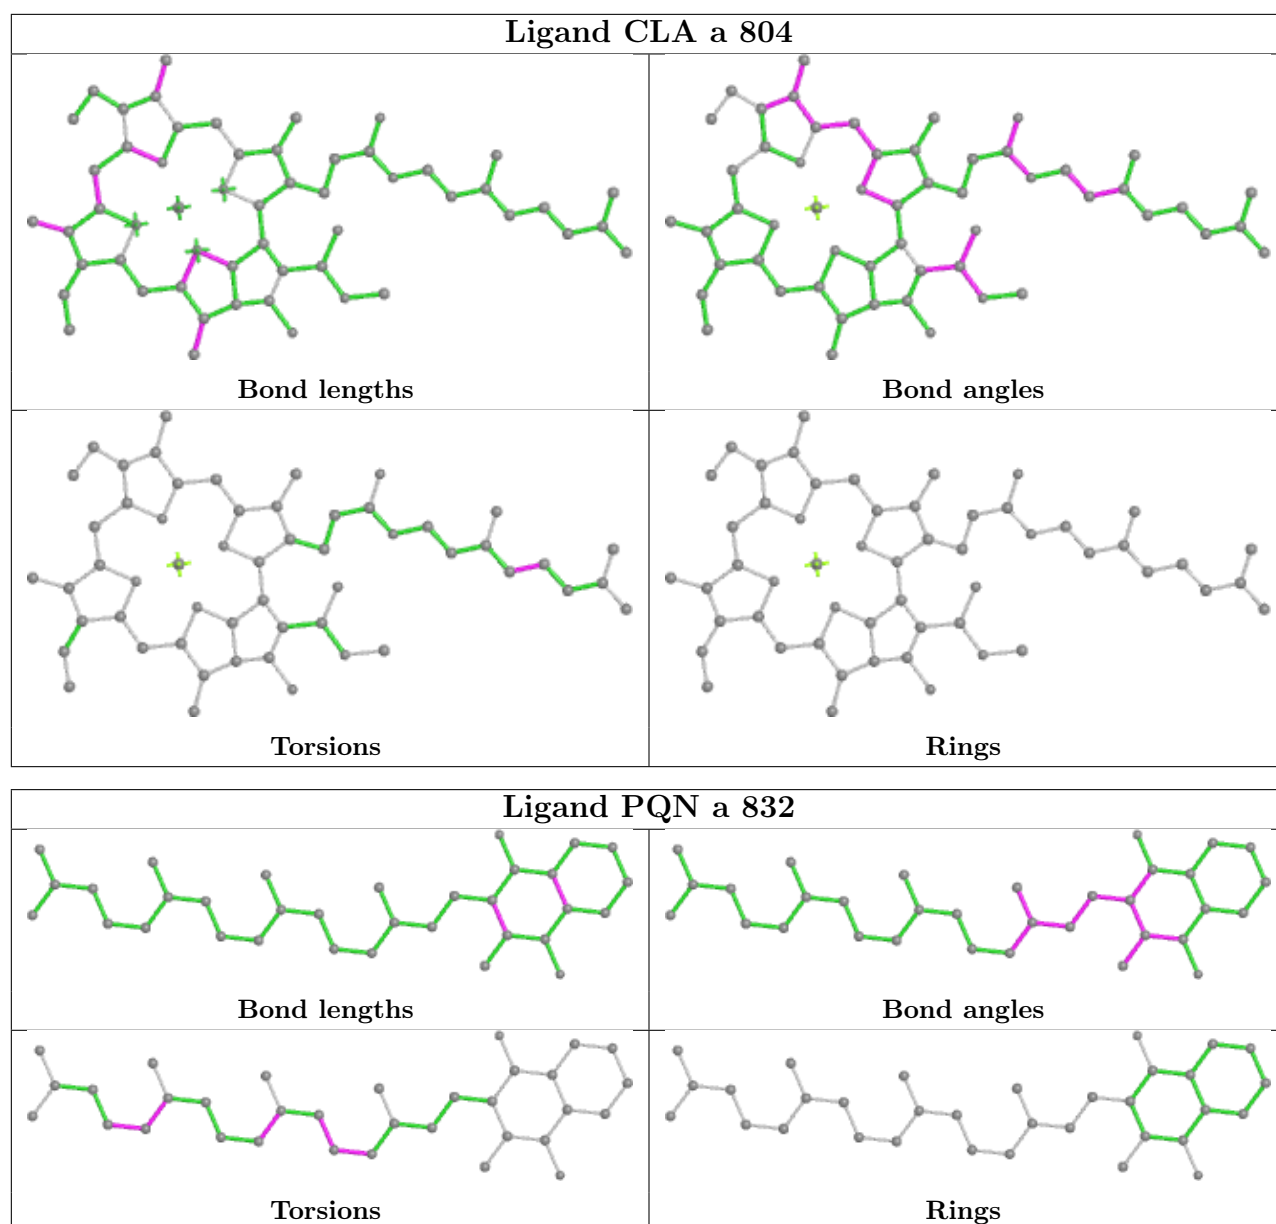 Ligand CLA a 804
Bond lengths
Bond angles
Torsions
Rings
Ligand PQN a 832
Bond lengths
Bond angles
Torsions
Rings